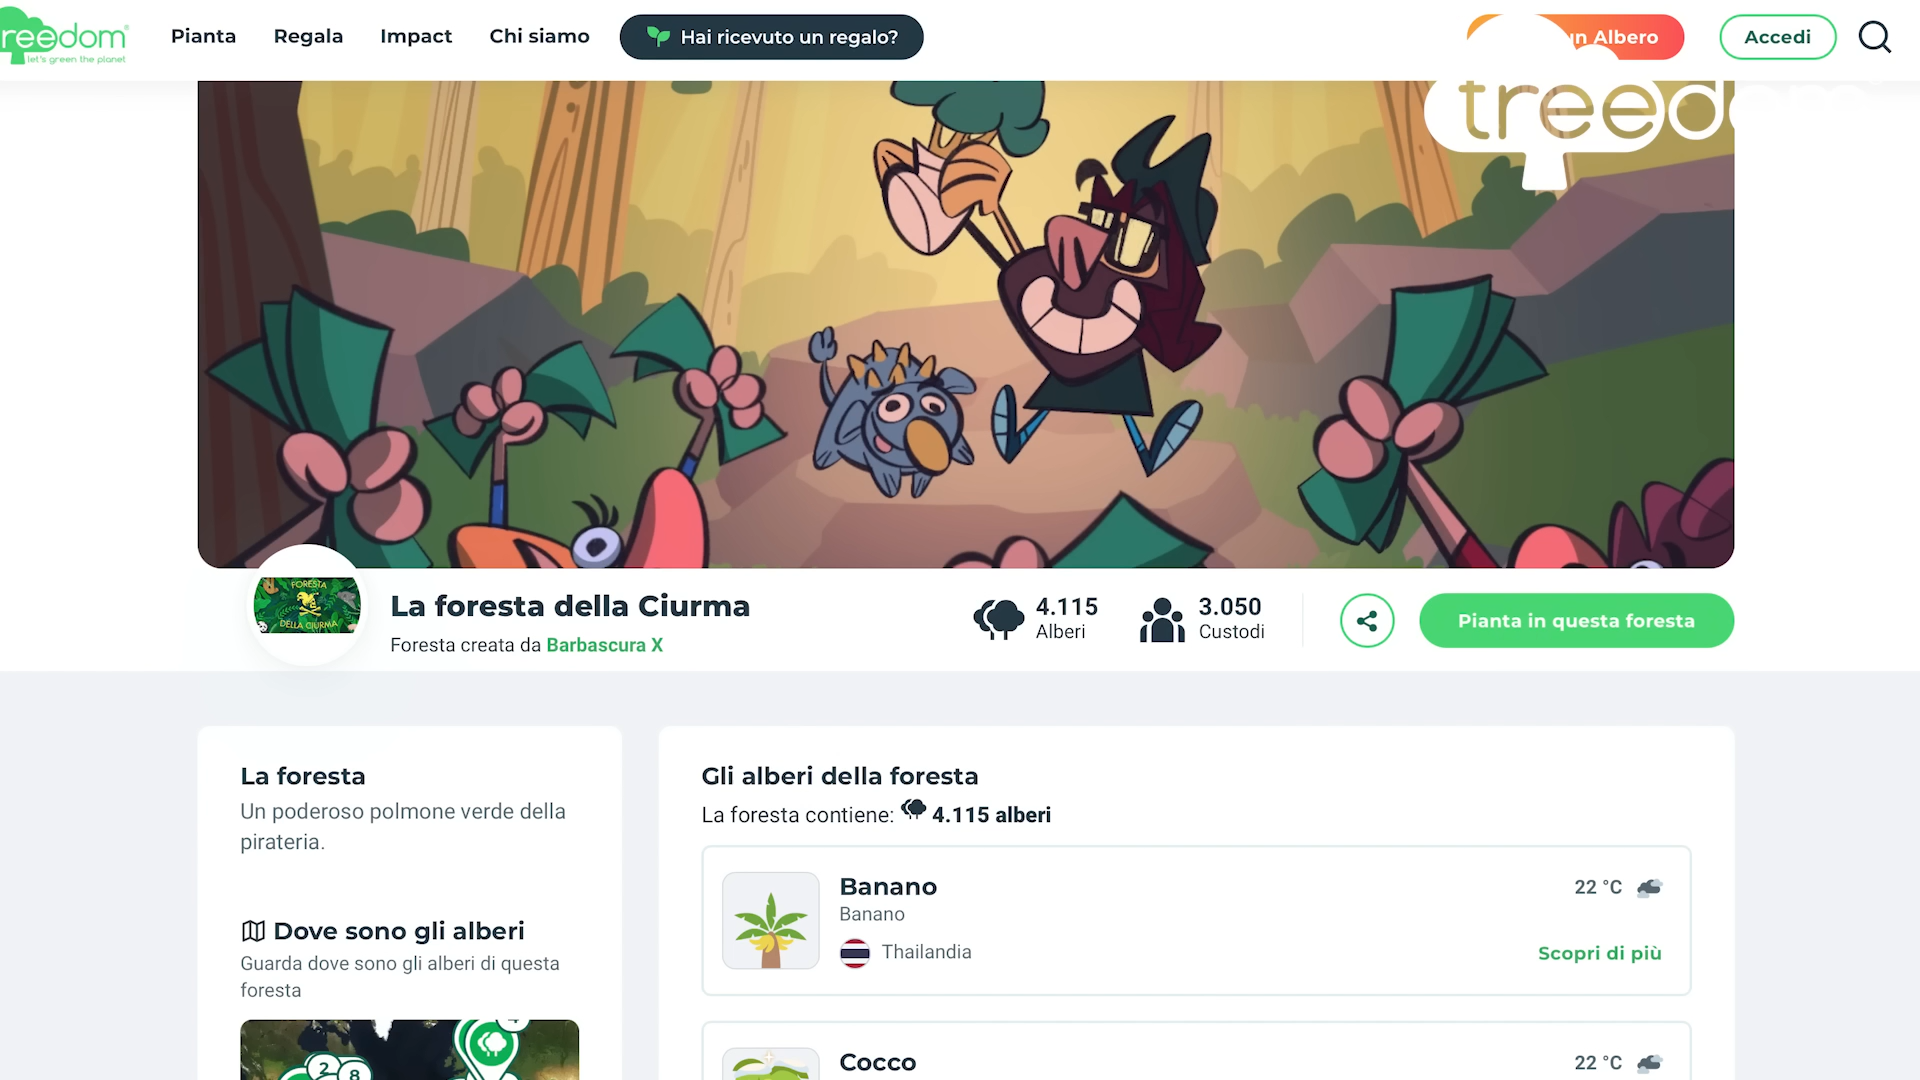 reedom
let's green the planet
Pianta
Regala
Impact
Chi siamo
Hai ricevuto un regalo?
un Albero
Accedi
treedo
FORESTA
DELLA CIURMA
La foresta della Ciurma
Foresta creata da Barbascura X
4.115
Alberi
3.050
Custodi
Pianta in questa foresta
La foresta
Un poderoso polmone verde della
pirateria.
Dove sono gli alberi
Guarda dove sono gli alberi di questa
foresta
2
8
Gli alberi della foresta
La foresta contiene: 4.115 alberi
Banano
Banano
Thailandia
22 °C
Scopri di più
Cocco
22 °C